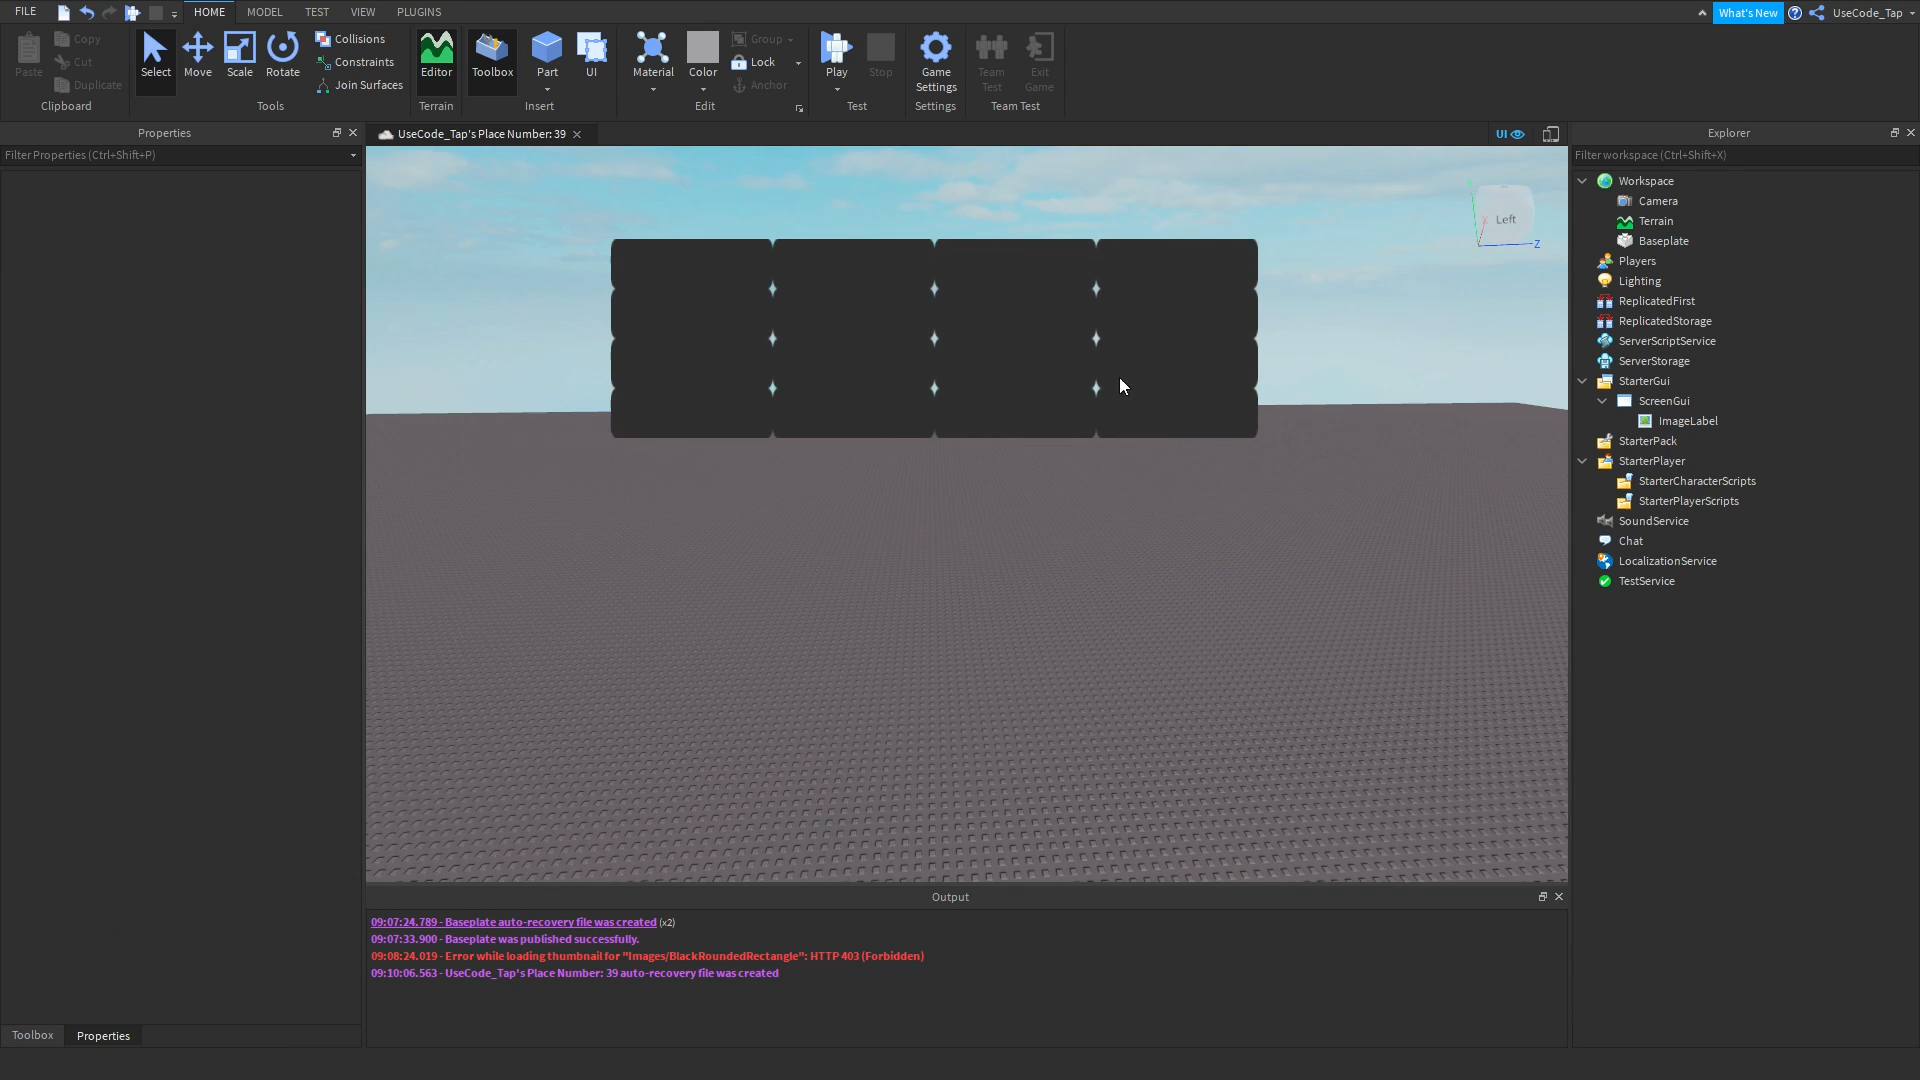 FILE HOME MODEL TEST VIEW PLUGINS What's New UseCode_Tap
Paste Copy Cut Duplicate
Clipboard
Select Move Scale Rotate Collisions Constraints Join Surfaces
Tools
Editor
Terrain
Toolbox Part UI
Insert
Material Color Group Lock Anchor
Edit
Play Stop
Test
Game Settings
Settings
Team Test Exit Game
Team Test
Properties
Filter Properties (Ctrl+Shift+P)
UseCode_Tap's Place Number: 39
UI
Left
Z
Explorer
Filter workspace (Ctrl+Shift+X)
Workspace
Camera
Terrain
Baseplate
Players
Lighting
ReplicatedFirst
ReplicatedStorage
ServerScriptService
ServerStorage
StarterGui
ScreenGui
ImageLabel
StarterPack
StarterPlayer
StarterCharacterScripts
StarterPlayerScripts
SoundService
Chat
LocalizationService
TestService
Output
09:07:24.789 - Baseplate auto-recovery file was created (x2)
09:07:33.900 - Baseplate was published successfully.
09:08:24.019 - Error while loading thumbnail for "Images/BlackRoundedRectangle": HTTP 403 (Forbidden)
09:10:06.563 - UseCode_Tap's Place Number: 39 auto-recovery file was created
Toolbox Properties